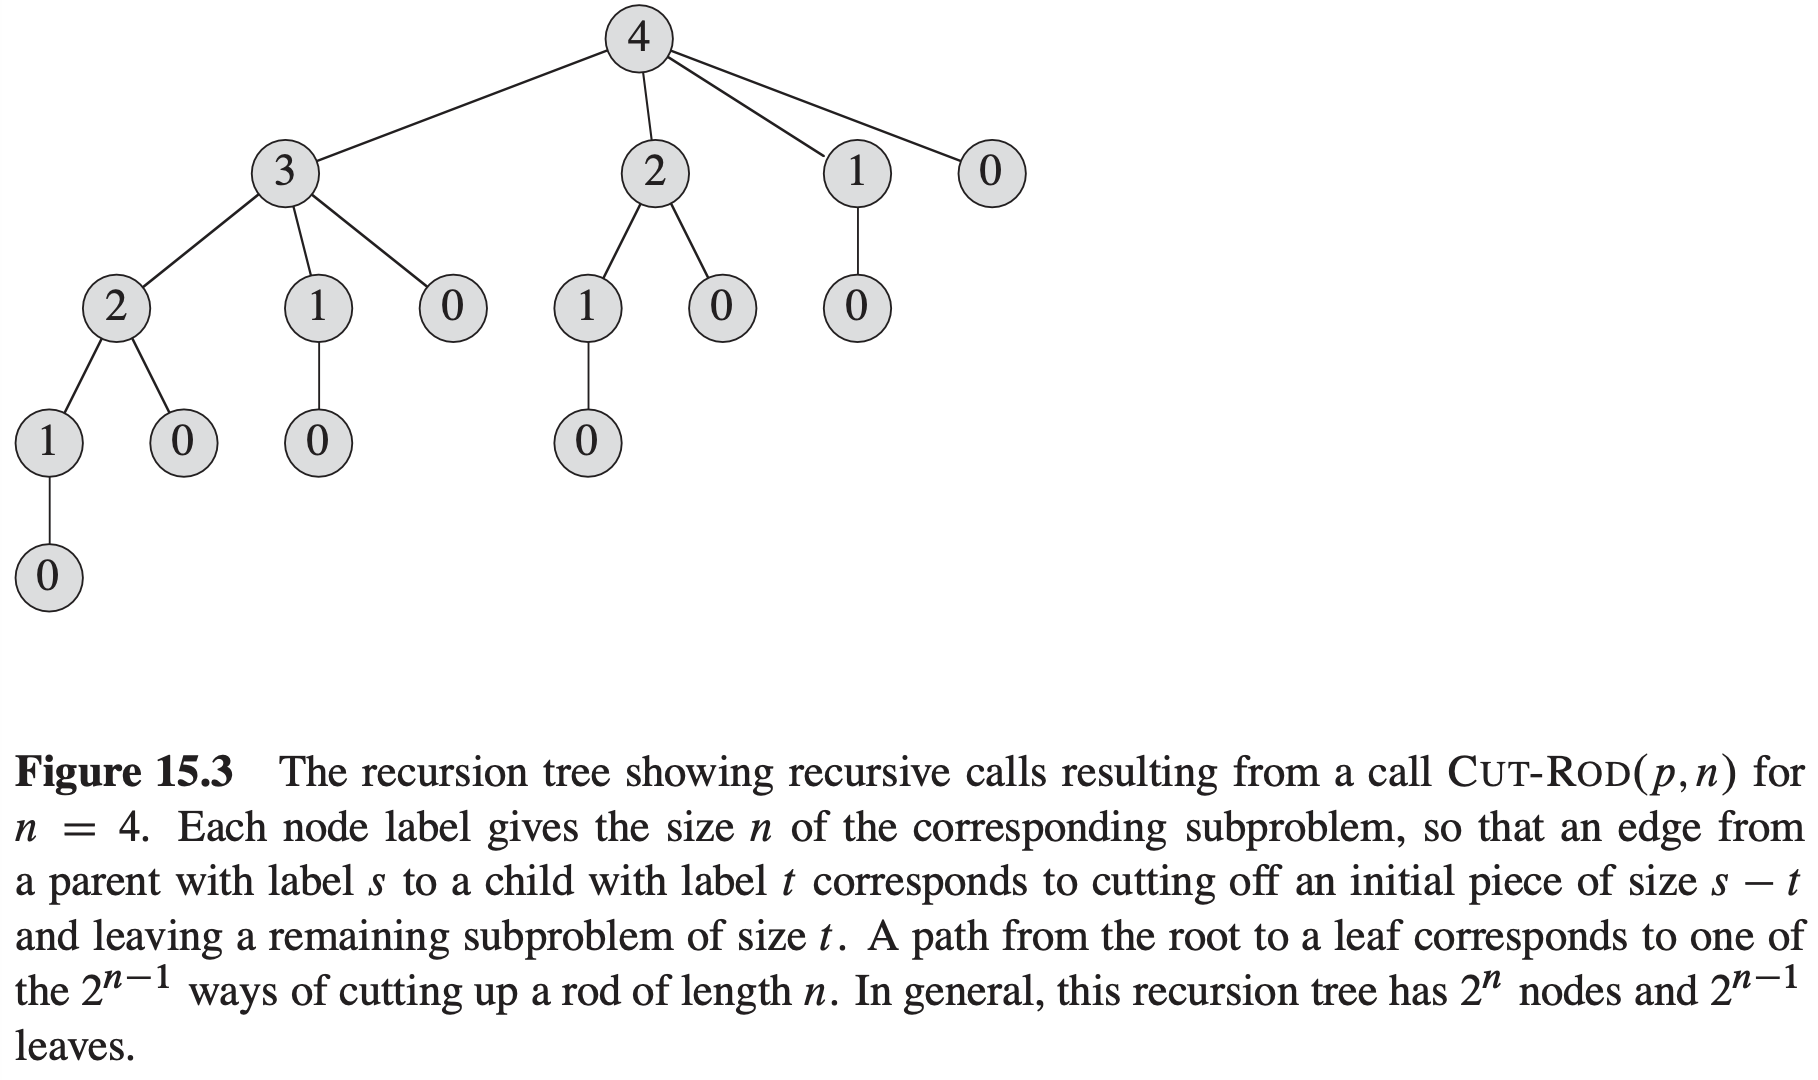 4
3 2 1 0
2 1 0 1 0 0
1 0 0 0
0
Figure 15.3 The recursion tree showing recursive calls resulting from a call CUT-ROD(p, n) for
n = 4. Each node label gives the size n of the corresponding subproblem, so that an edge from
a parent with label s to a child with label t corresponds to cutting off an initial piece of size s − t
and leaving a remaining subproblem of size t. A path from the root to a leaf corresponds to one of
the 2ⁿ⁻¹ ways of cutting up a rod of length n. In general, this recursion tree has 2ⁿ nodes and 2ⁿ⁻¹
leaves.